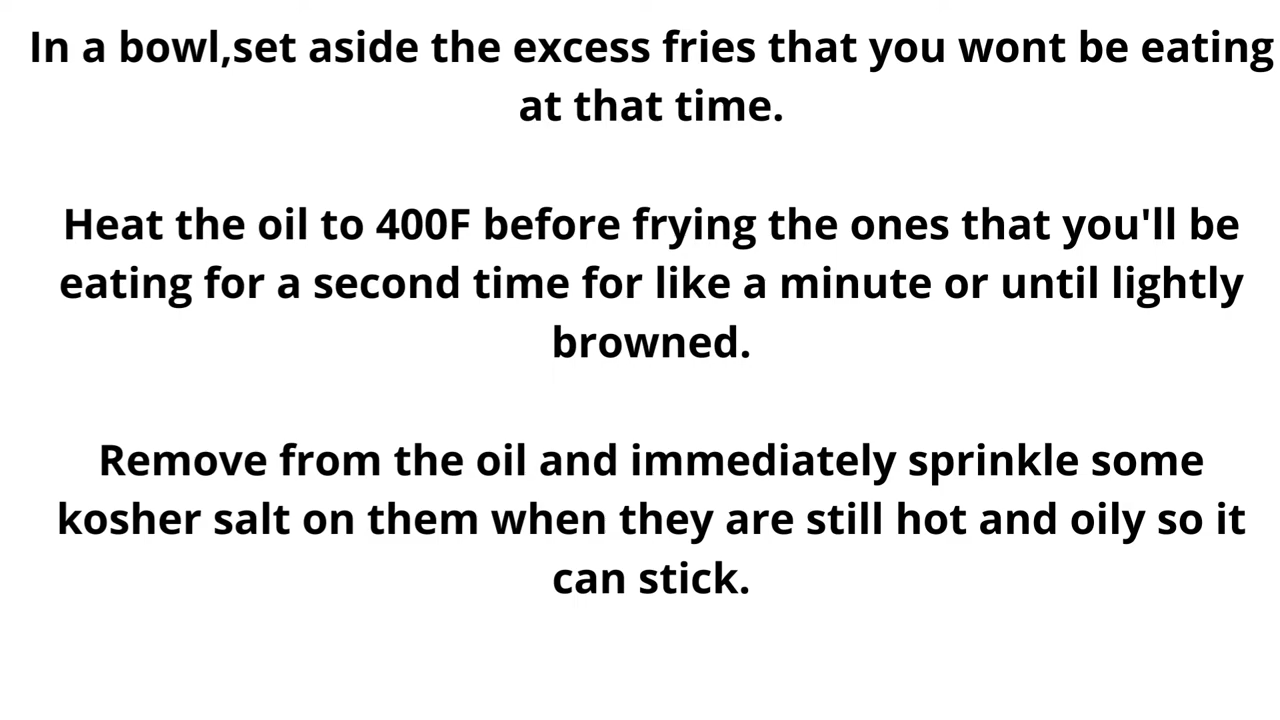 In a bowl,set aside the excess fries that you wont be eating
at that time.
Heat the oil to 400F before frying the ones that you'll be
eating for a second time for like a minute or until lightly
browned.
Remove from the oil and immediately sprinkle some
kosher salt on them when they are still hot and oily so it
can stick.